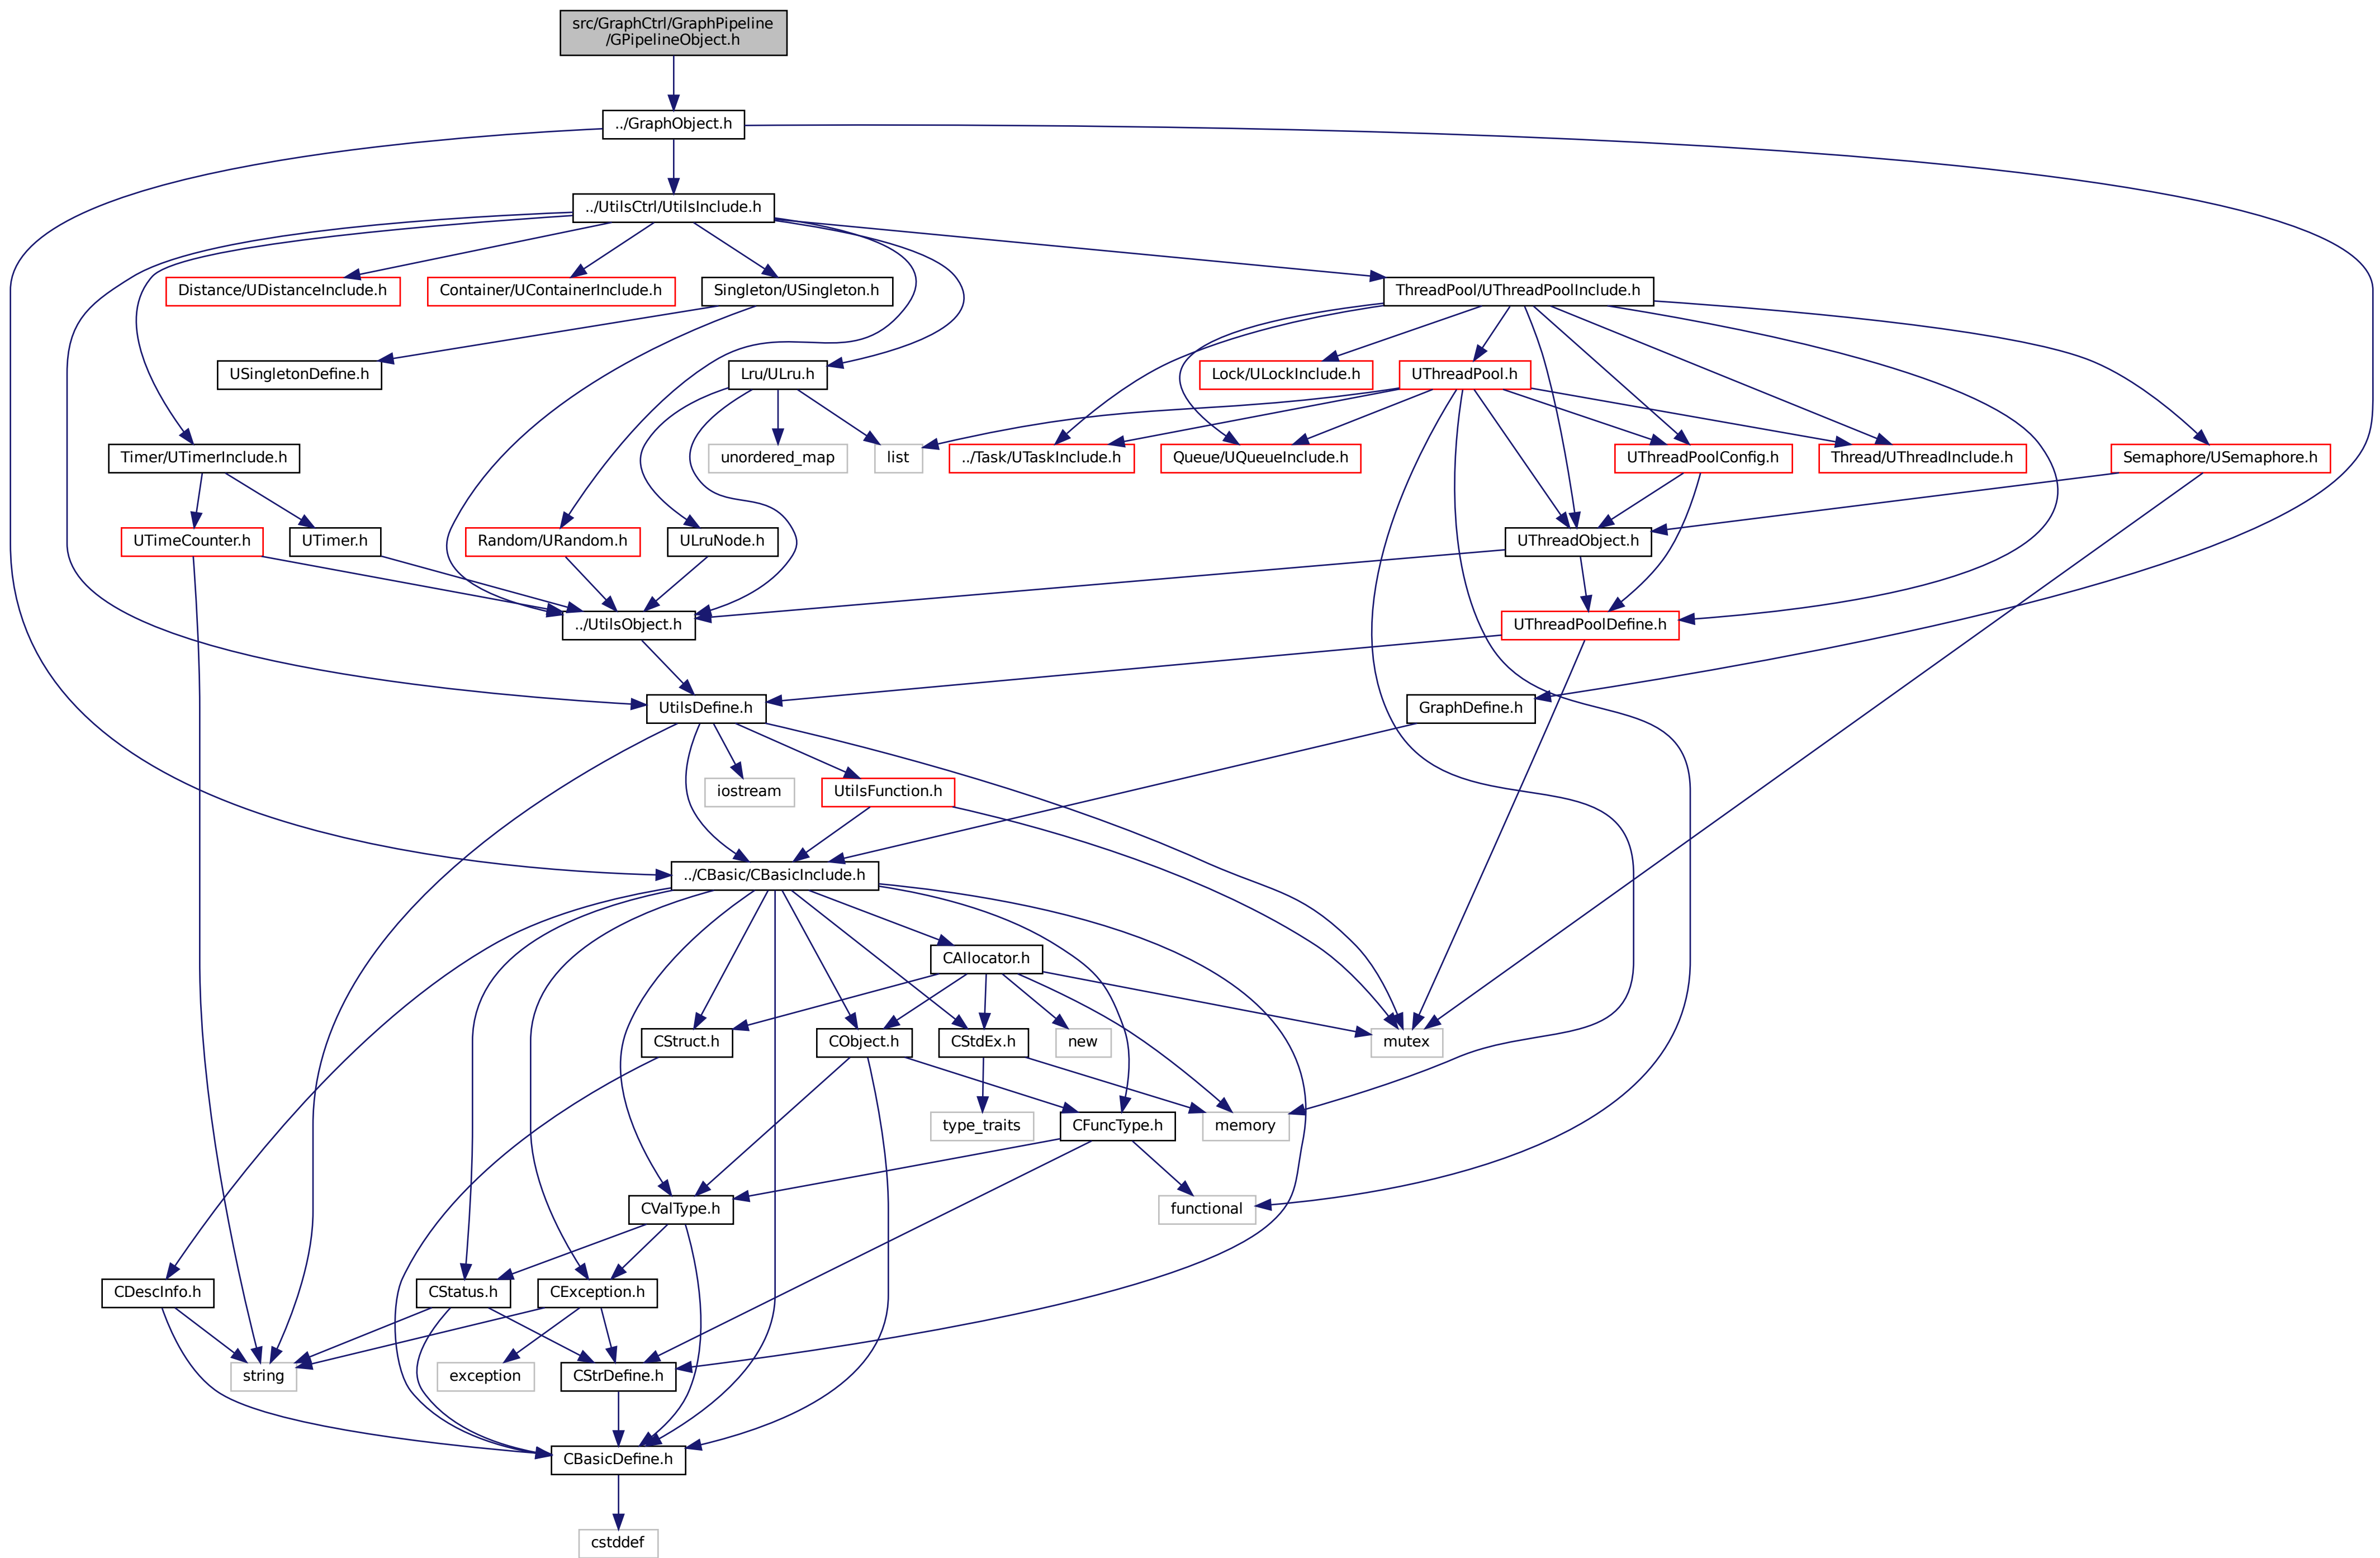 src/GraphCtrl/GraphPipeline
/GPipelineObject.h
../GraphObject.h
../UtilsCtrl/UtilsInclude.h
Distance/UDistanceInclude.h
Container/UContainerInclude.h
Singleton/USingleton.h
ThreadPool/UThreadPoolInclude.h
USingletonDefine.h
Lru/ULru.h
Lock/ULockInclude.h
UThreadPool.h
Timer/UTimerInclude.h
unordered_map
list
../Task/UTaskInclude.h
Queue/UQueueInclude.h
UThreadPoolConfig.h
Thread/UThreadInclude.h
Semaphore/USemaphore.h
UTimeCounter.h
UTimer.h
Random/URandom.h
ULruNode.h
UThreadObject.h
../UtilsObject.h
UThreadPoolDefine.h
UtilsDefine.h
GraphDefine.h
iostream
UtilsFunction.h
../CBasic/CBasicInclude.h
CAllocator.h
CStruct.h
CObject.h
CStdEx.h
new
mutex
type_traits
CFuncType.h
memory
CValType.h
functional
CDescInfo.h
CStatus.h
CException.h
string
exception
CStrDefine.h
CBasicDefine.h
cstddef